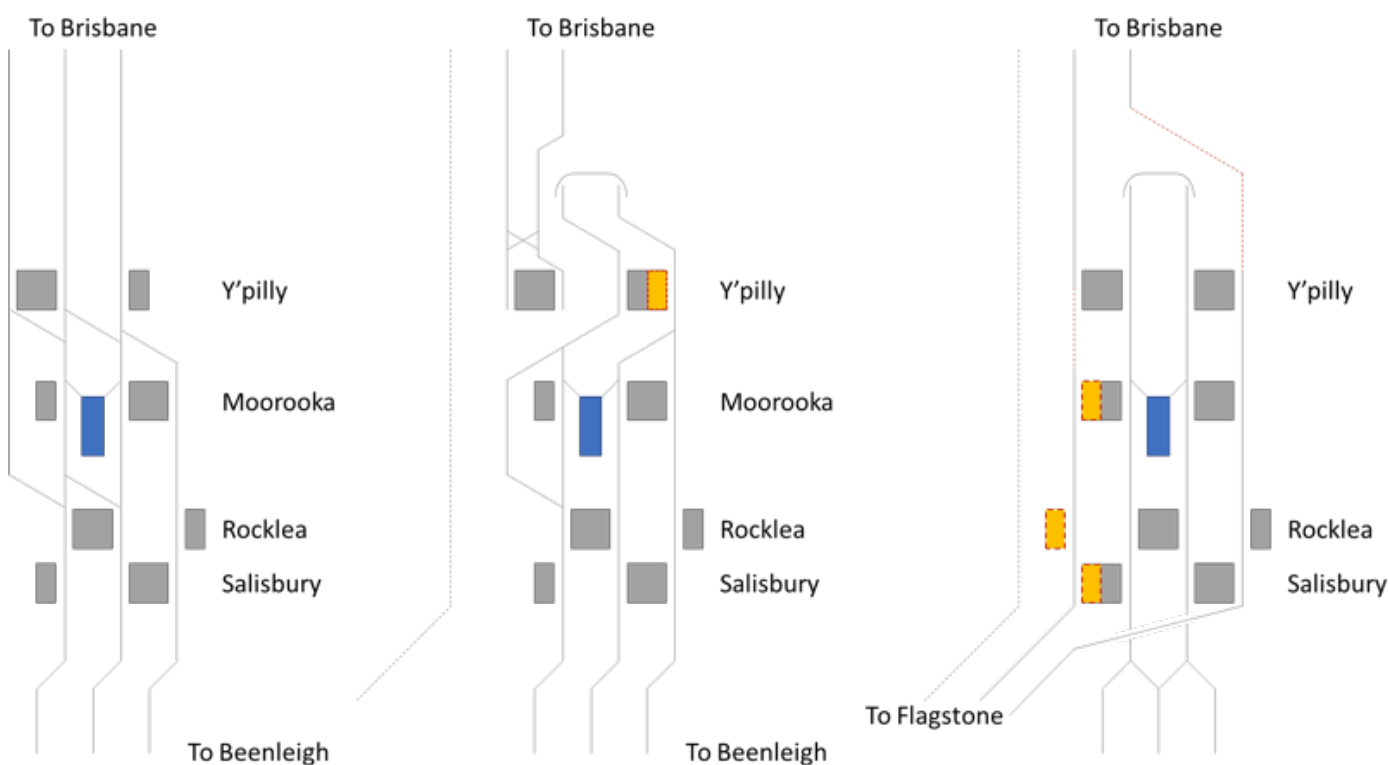 To Brisbane
To Brisbane
To Brisbane
Y'pilly
Y'pilly
Y'pilly
Moorooka
Moorooka
Rocklea
Rocklea
Rocklea
Salisbury
Salisbury
Salisbury
To Flagstone
To Beenleigh
To Beenleigh